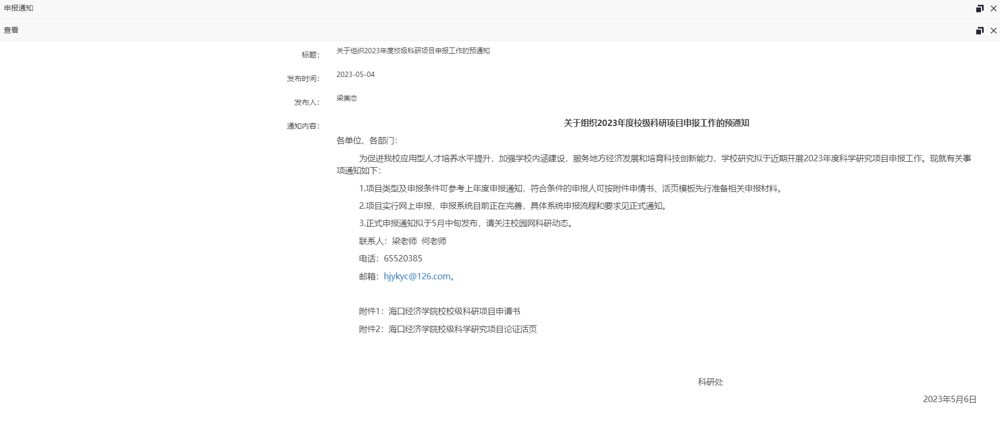 申报通知
查看
标题：
关于组织2023年度校级科研项目申报工作的预通知
发布时间：
2023-05-04
发布人：
梁美恋
通知内容：
关于组织2023年度校级科研项目申报工作的预通知
各单位、各部门：
为促进我校应用型人才培养水平提升，加强学校内涵建设，服务地方经济发展和培育科技创新能力，学校研究拟于近期开展2023年度科学研究项目申报工作。现就有关事
项通知如下：
1.项目类型及申报条件可参考上年度申报通知，符合条件的申报人可按附件申情书、活页模板先行准备相关申报材料。
2.项目实行网上申报，申报系统目前正在完善，具体系统申报流程和要求见正式通知。
3.正式申报通知拟于5月中旬发布，请关注校园网科研动态。
联系人：梁老师 何老师
电话：65520385
邮箱：hjykyc@126.com。
附件1：海口经济学院校校级科研项目申请书
附件2：海口经济学院校级科学研究项目论证活页
科研处
2023年5月6日